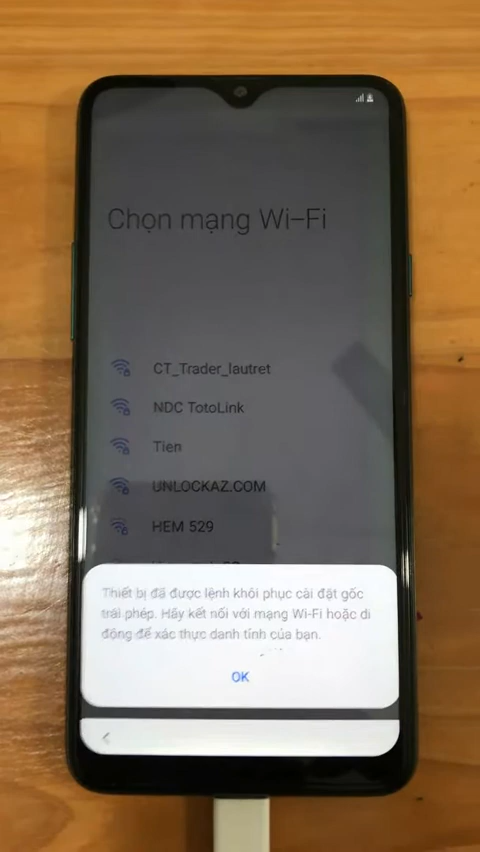 Chọn mạng Wi-Fi
CT_Trader_lautret
NDC TotoLink
Tien
UNLOCKAZ.COM
HEM 529
Thiết bị đã được lệnh khôi phục cài đặt gốc
trái phép. Hãy kết nối với mạng Wi-Fi hoặc di
động để xác thực danh tính của bạn.
OK